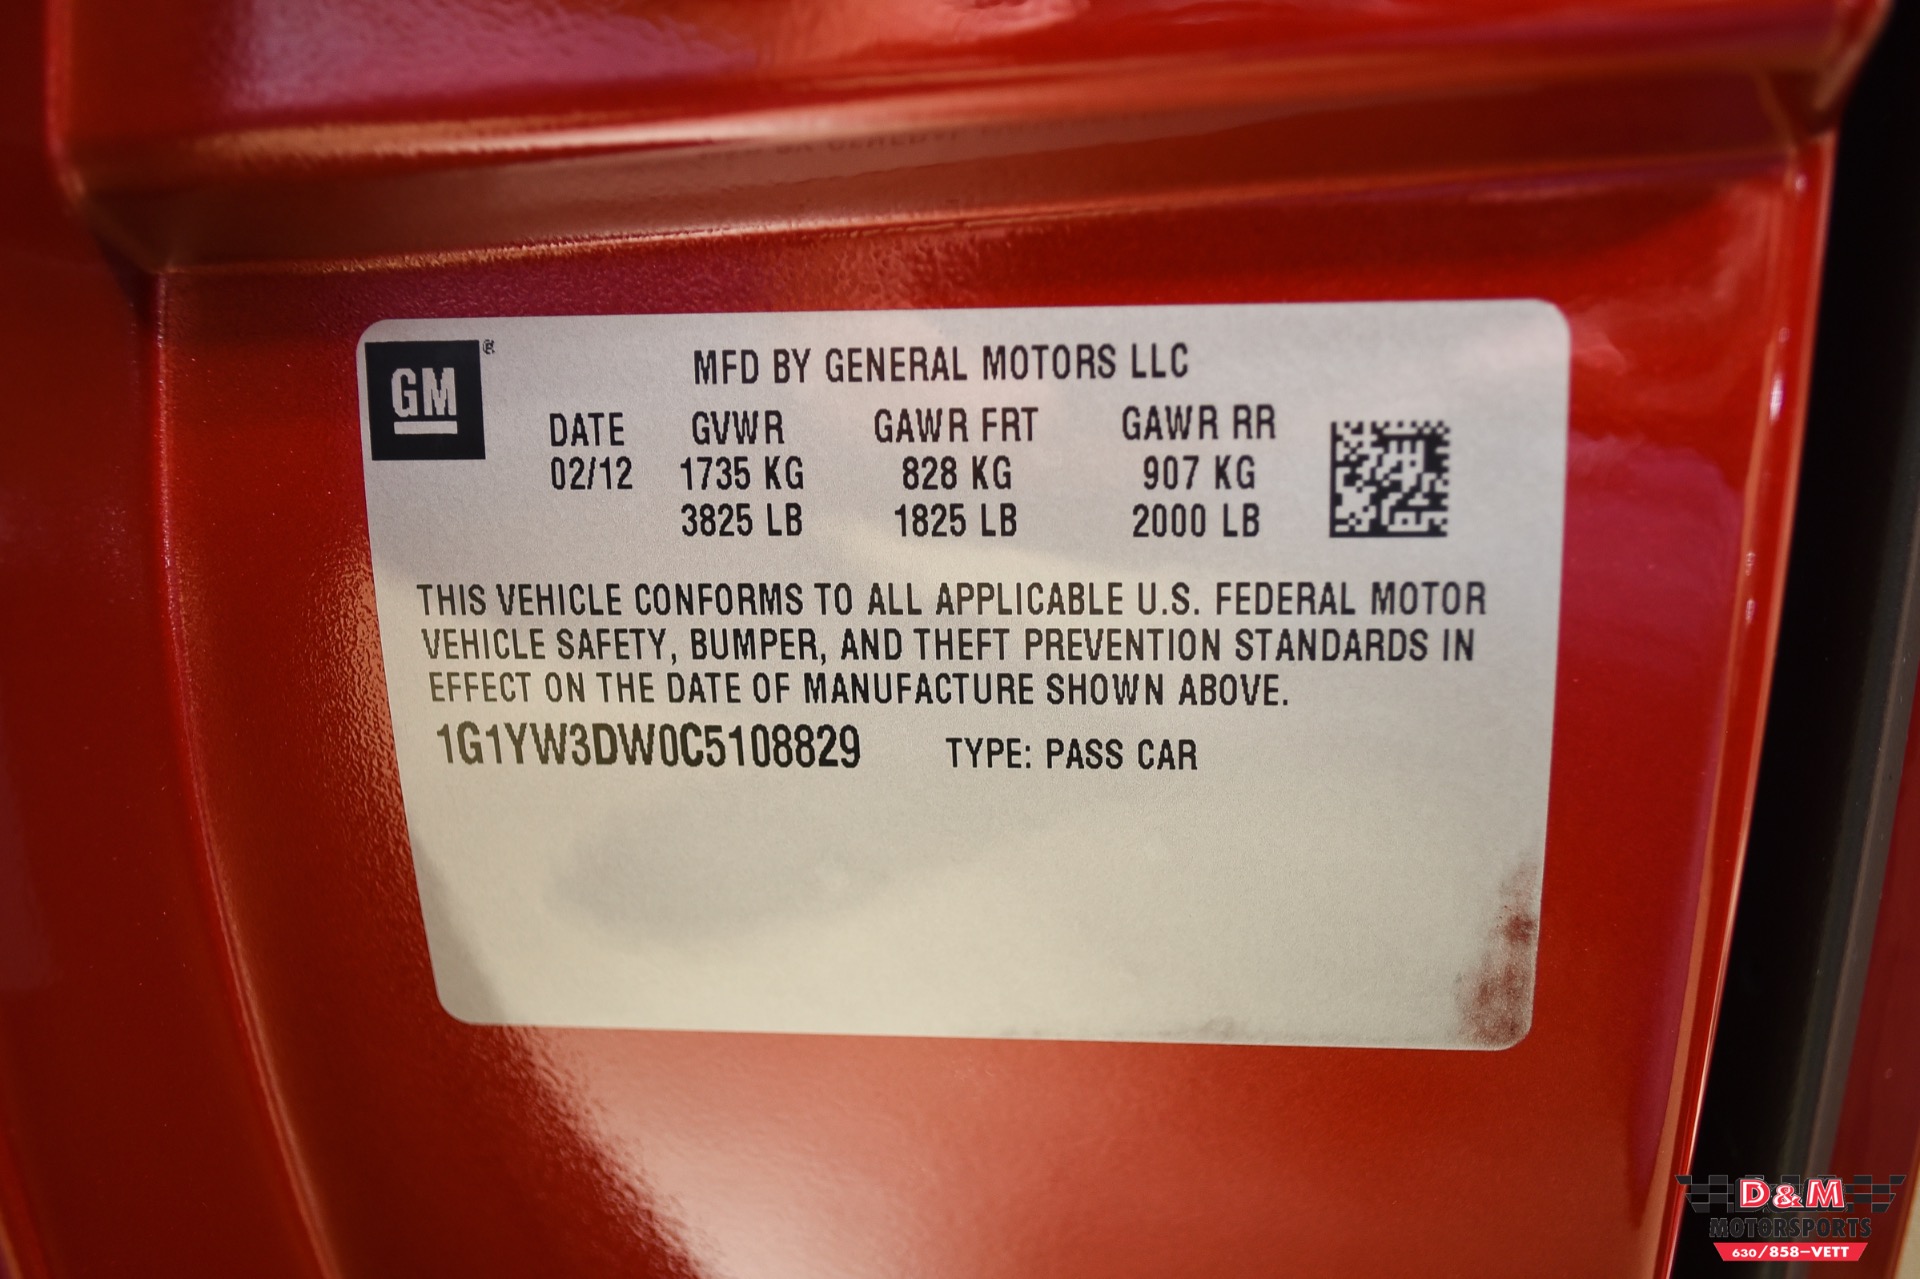 GM ®
MFD BY GENERAL MOTORS LLC
DATE GVWR GAWR FRT GAWR RR
02/12 1735 KG 828 KG 907 KG
3825 LB 1825 LB 2000 LB
THIS VEHICLE CONFORMS TO ALL APPLICABLE U.S. FEDERAL MOTOR
VEHICLE SAFETY, BUMPER, AND THEFT PREVENTION STANDARDS IN
EFFECT ON THE DATE OF MANUFACTURE SHOWN ABOVE.
1G1YW3DW0C5108829 TYPE: PASS CAR
D&M
MOTORSPORTS
630/858-VETT